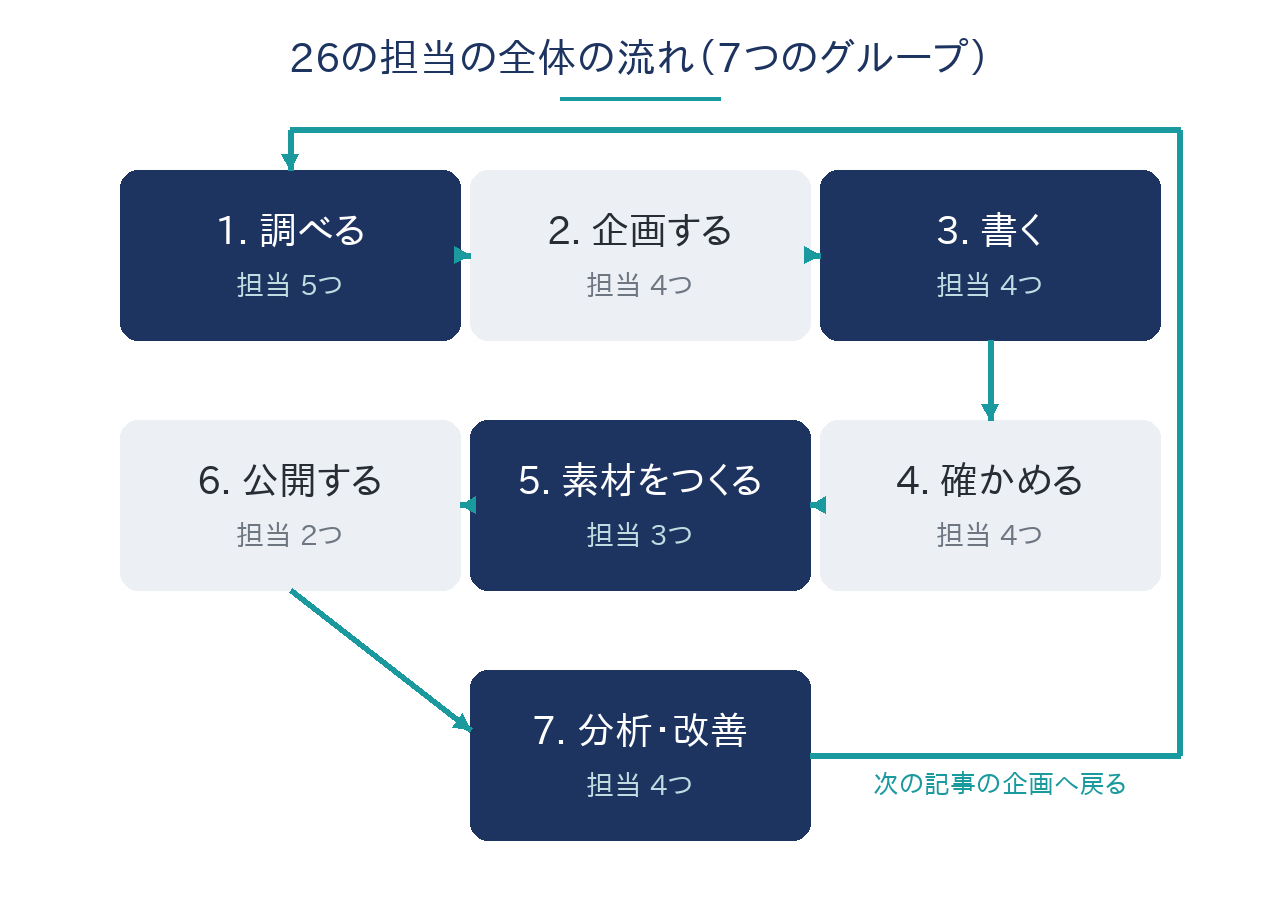 26の担当の全体の流れ（7つのグループ）
1. 調べる
担当 5つ
2. 企画する
担当 4つ
3. 書く
担当 4つ
4. 確かめる
担当 4つ
5. 素材をつくる
担当 3つ
6. 公開する
担当 2つ
7. 分析・改善
担当 4つ
次の記事の企画へ戻る